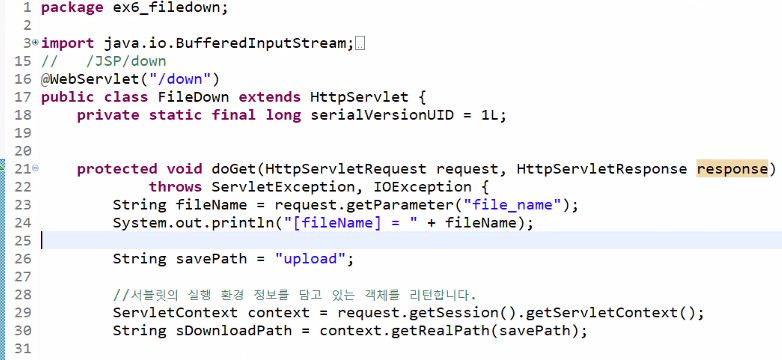 1 package ex6_filedown;
2
3 import java.io.BufferedInputStream;
15 //   /JSP/down
16 @WebServlet("/down")
17 public class FileDown extends HttpServlet {
18     private static final long serialVersionUID = 1L;
19
20
21     protected void doGet(HttpServletRequest request, HttpServletResponse response)
22             throws ServletException, IOException {
23         String fileName = request.getParameter("file_name");
24         System.out.println("[fileName] = " + fileName);
25
26         String savePath = "upload";
27
28         //서블릿의 실행 환경 정보를 담고 있는 객체를 리턴합니다.
29         ServletContext context = request.getSession().getServletContext();
30         String sDownloadPath = context.getRealPath(savePath);
31